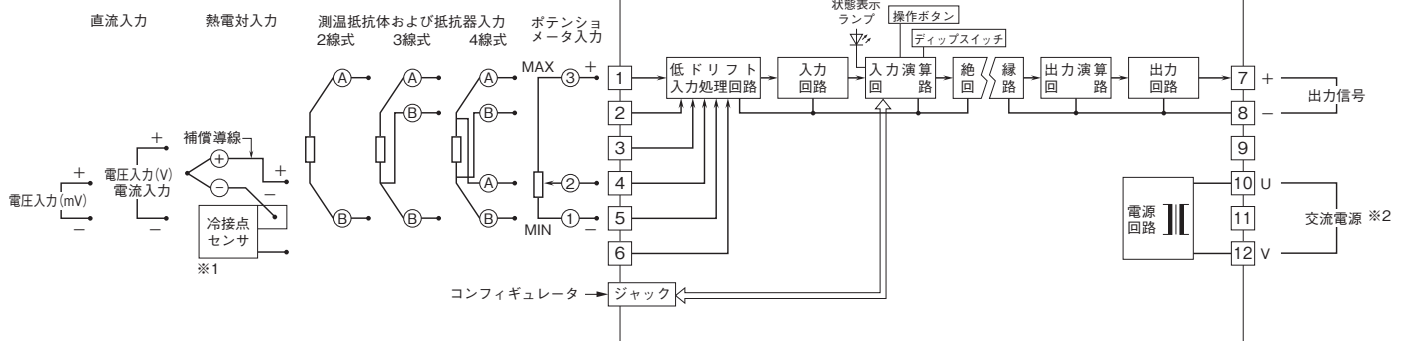 直流入力
熱電対入力
測温抵抗体および抵抗器入力
2線式 3線式 4線式
ポテンショ
メータ入力
状態表示
ランプ
操作ボタン
ディップスイッチ
MAX
MIN
3 +
2
1 −
A
B
A
B
B
A
B
A
B
補償導線
+
−
+
−
冷接点
センサ
※1
+
電圧入力(V)
電流入力
−
+
電圧入力(mV)
−
1
2
3
4
5
6
コンフィギュレータ
ジャック
低ドリフト
入力処理回路
入力
回路
入力演算
回路
絶縁
回路
出力演算
回路
出力
回路
7 +
8 −
出力信号
9
10 U
11
12 V
交流電源 ※2
電源
回路